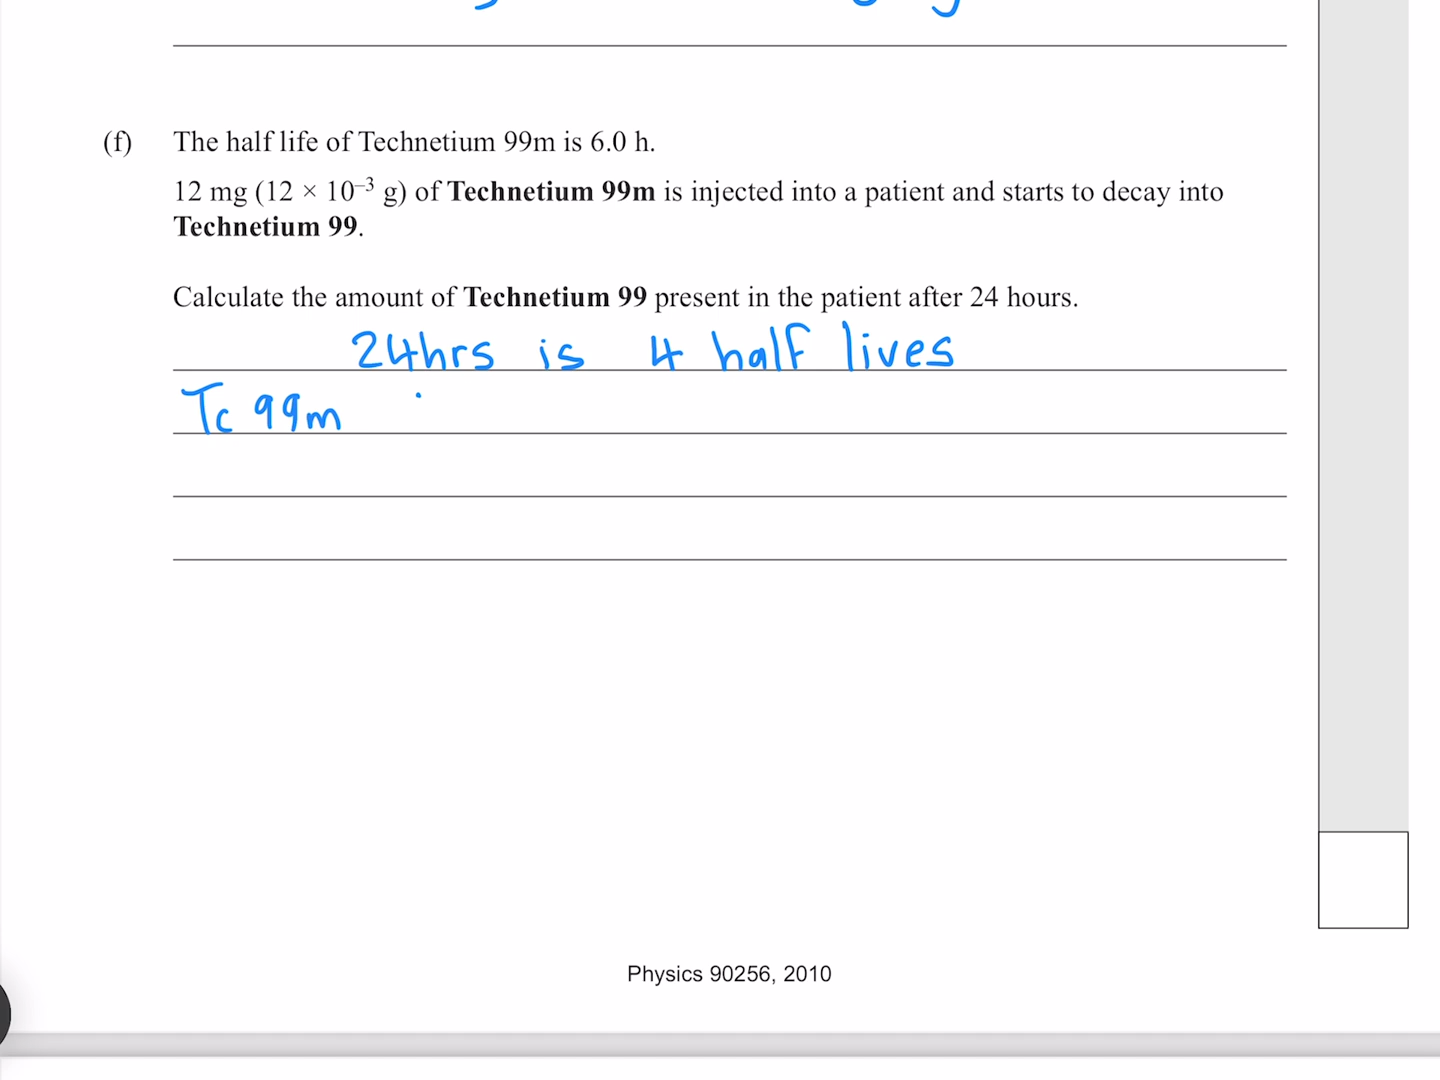 (f) The half life of Technetium 99m is 6.0 h.
12 mg (12 × 10⁻³ g) of Technetium 99m is injected into a patient and starts to decay into
Technetium 99.
Calculate the amount of Technetium 99 present in the patient after 24 hours.
24hrs is 4 half lives
Tc 99m
Physics 90256, 2010